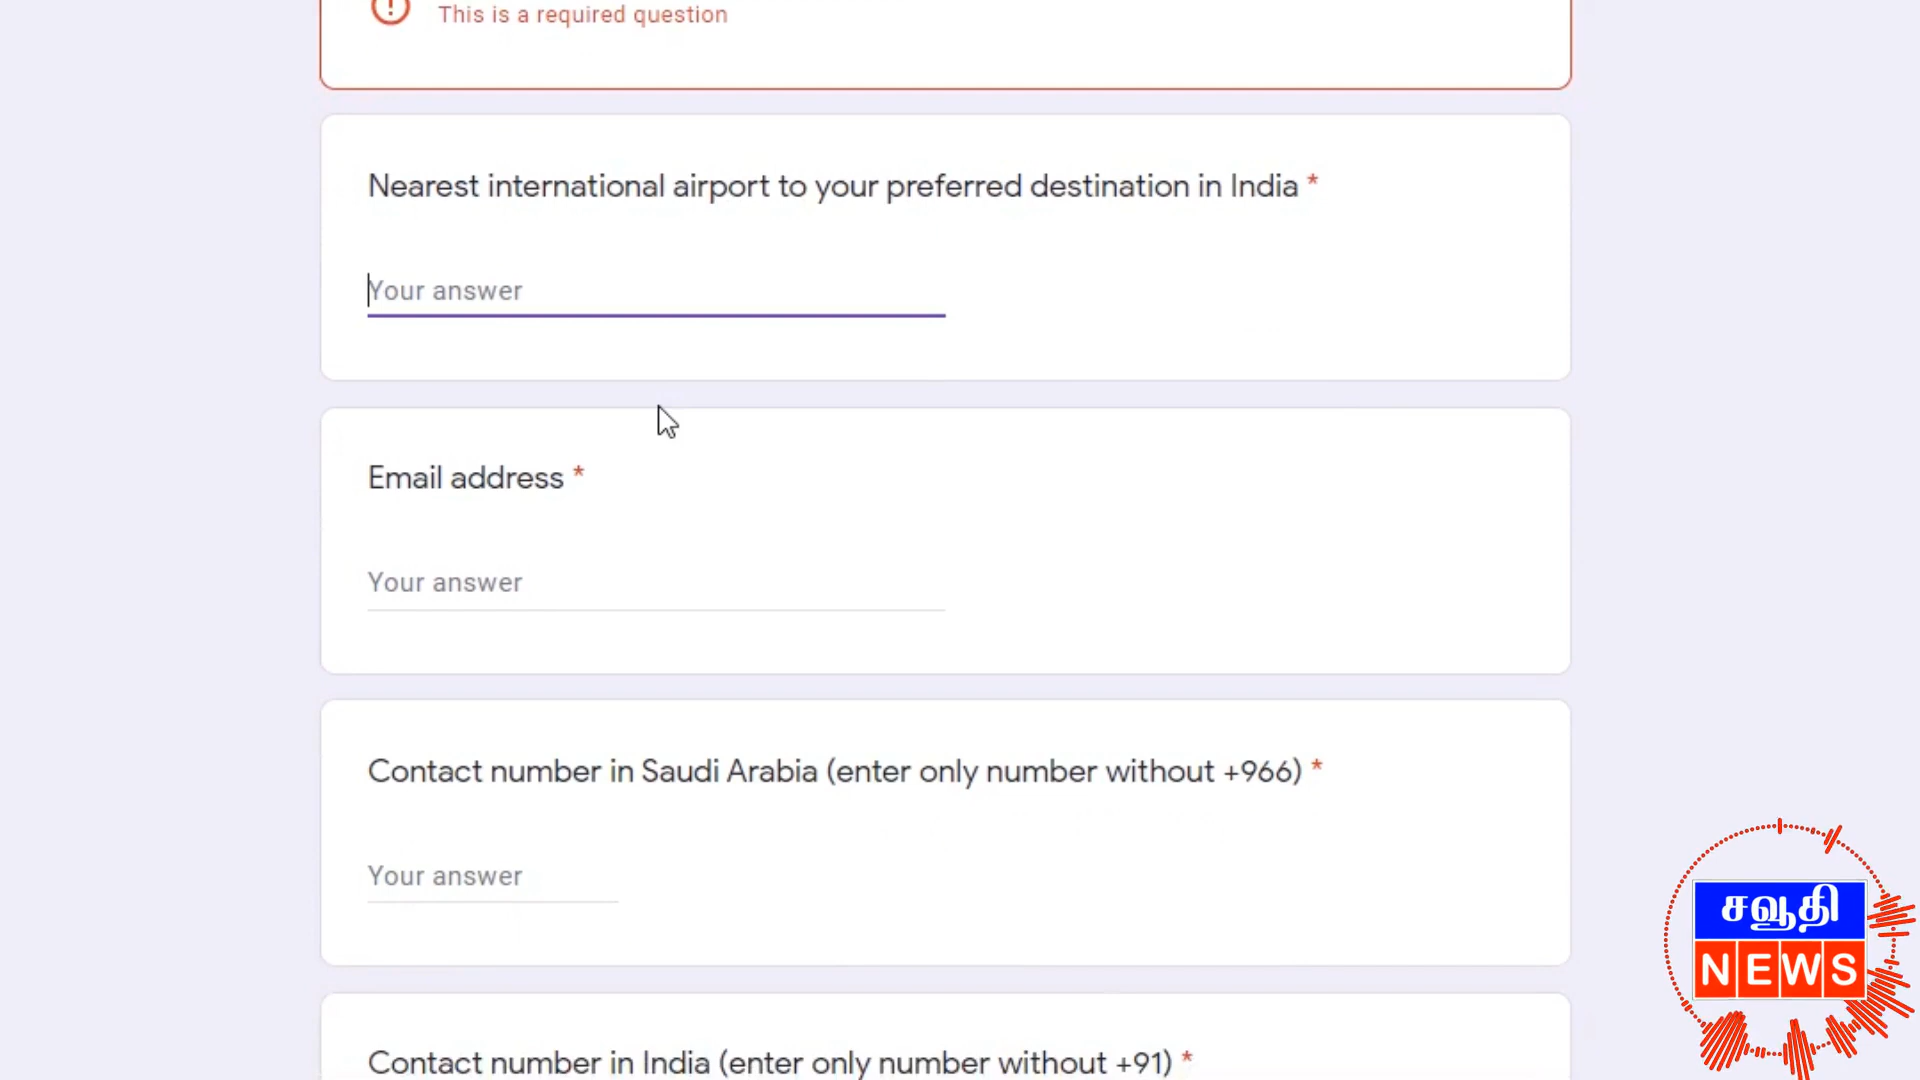 This is a required question
Nearest international airport to your preferred destination in India *
Your answer
Email address *
Your answer
Contact number in Saudi Arabia (enter only number without +966) *
Your answer
Contact number in India (enter only number without +91) *
சவூதி
NEWS